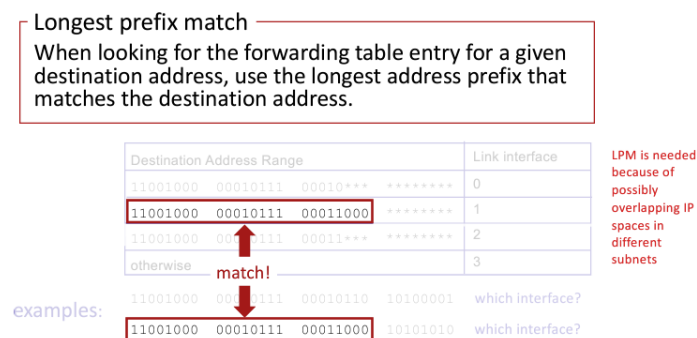 Longest prefix match
When looking for the forwarding table entry for a given
destination address, use the longest address prefix that
matches the destination address.
Destination Address Range Link interface
11001000 00010111 00010*** ******** 0
11001000 00010111 00011000 ******** 1
11001000 00010111 00011*** ******** 2
otherwise 3
LPM is needed
because of
possibly
overlapping IP
spaces in
different
subnets
match!
examples:
11001000 00010111 00010110 10100001 which interface?
11001000 00010111 00011000 10101010 which interface?